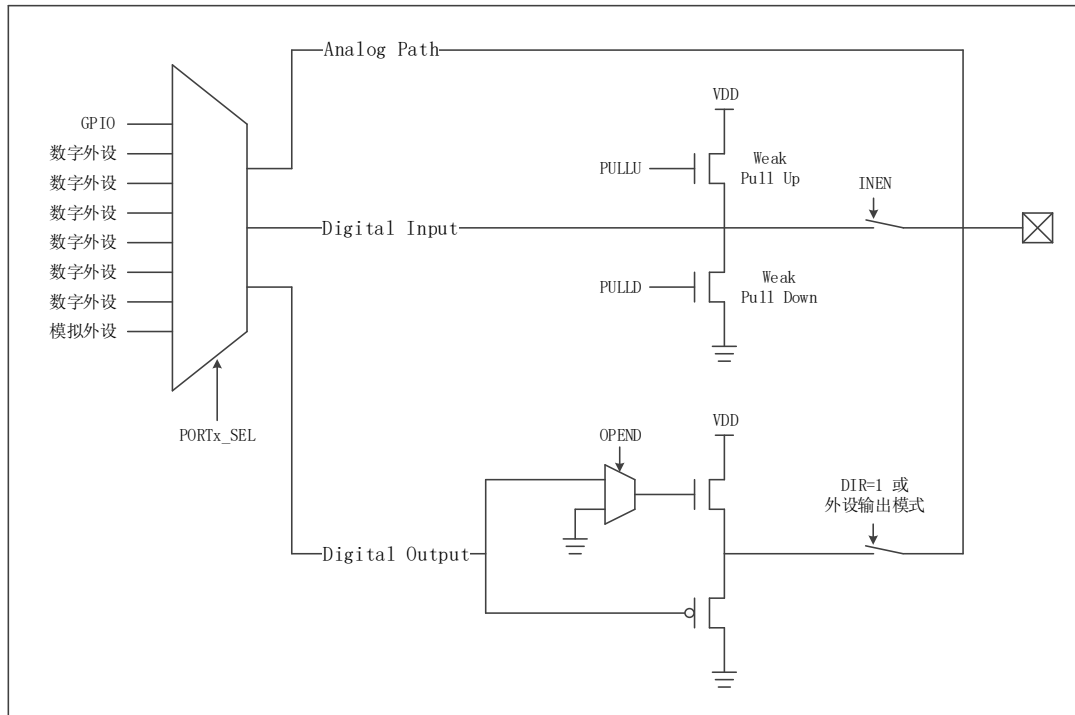 Analog Path
VDD
GPIO
数字外设
数字外设
数字外设
数字外设
数字外设
数字外设
模拟外设
PULLU
Weak
Pull Up
INEN
Digital Input
PULLD
Weak
Pull Down
PORTx_SEL
OPEND
VDD
DIR=1 或
外设输出模式
Digital Output